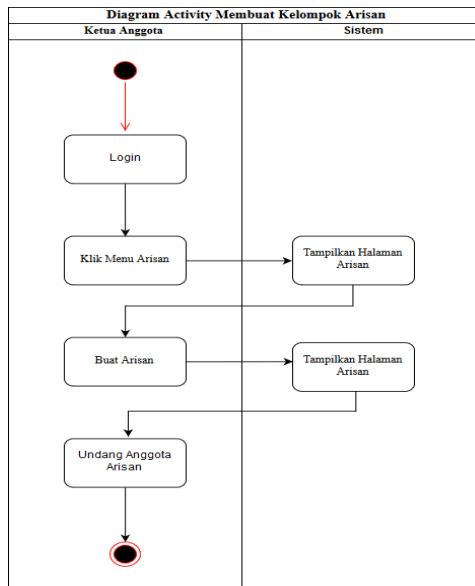 Diagram Activity Membuat Kelompok Arisan
Ketua Anggota
Sistem
Login
Klik Menu Arisan
Tampilkan Halaman
Arisan
Buat Arisan
Tampilkan Halaman
Arisan
Undang Anggota
Arisan